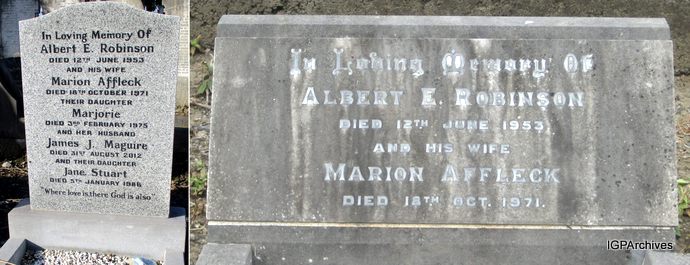 In Loving Memory Of
Albert E. Robinson
DIED 12TH JUNE 1953
AND HIS WIFE
Marion Affleck
DIED 18TH OCTOBER 1971
THEIR DAUGHTER
Marjorie
DIED 3RD FEBRUARY 1975
AND HER HUSBAND
James J. Maguire
DIED 31ST AUGUST 2012
AND THEIR DAUGHTER
Jane Stuart
DIED 5TH JANUARY 1986
"Where love is there God is also"
In Loving Memory Of
ALBERT E. ROBINSON
DIED 12TH JUNE 1953
AND HIS WIFE
MARION AFFLECK
DIED 18TH OCT. 1971.
IGPArchives